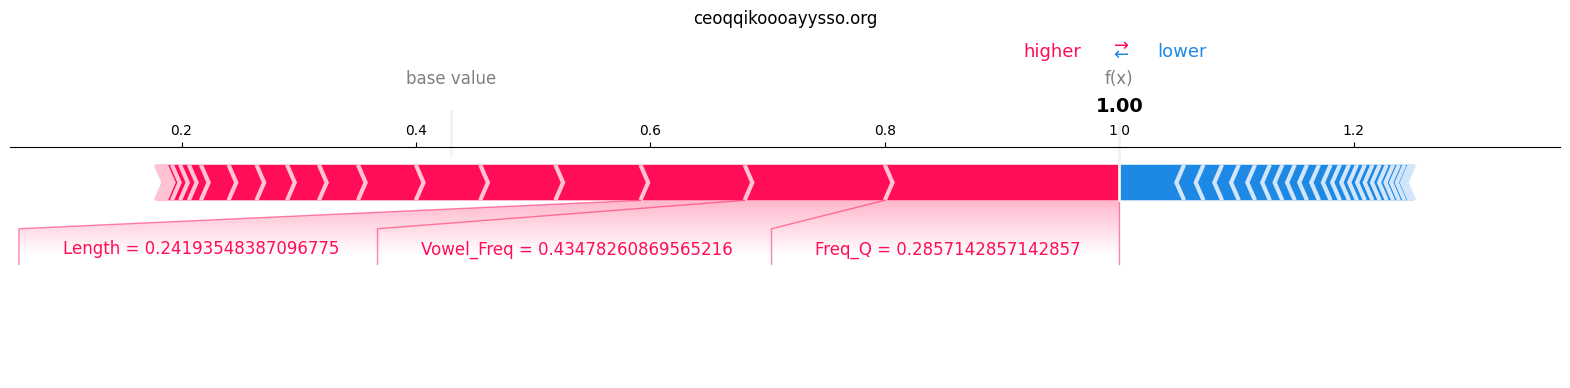 ceoqqikoooayysso.org
higher → ← lower
base value f(x)
1.00
0.2 0.4 0.6 0.8 1.0 1.2
Length = 0.24193548387096775 Vowel_Freq = 0.43478260869565216 Freq_Q = 0.2857142857142857